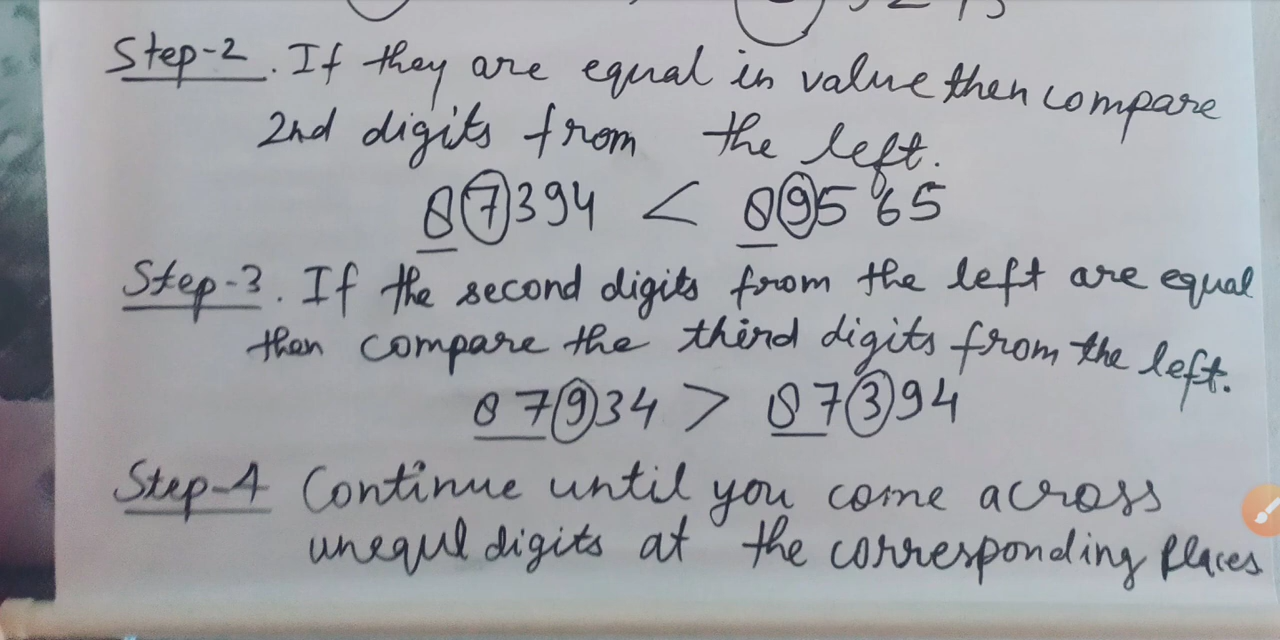 Step-2. If they are equal in value then compare
2nd digits from the left.
87394 < 89565
Step-3. If the second digits from the left are equal
then compare the third digits from the left.
87934 > 87394
Step-4 Continue until you come across
unequl digits at the corresponding places